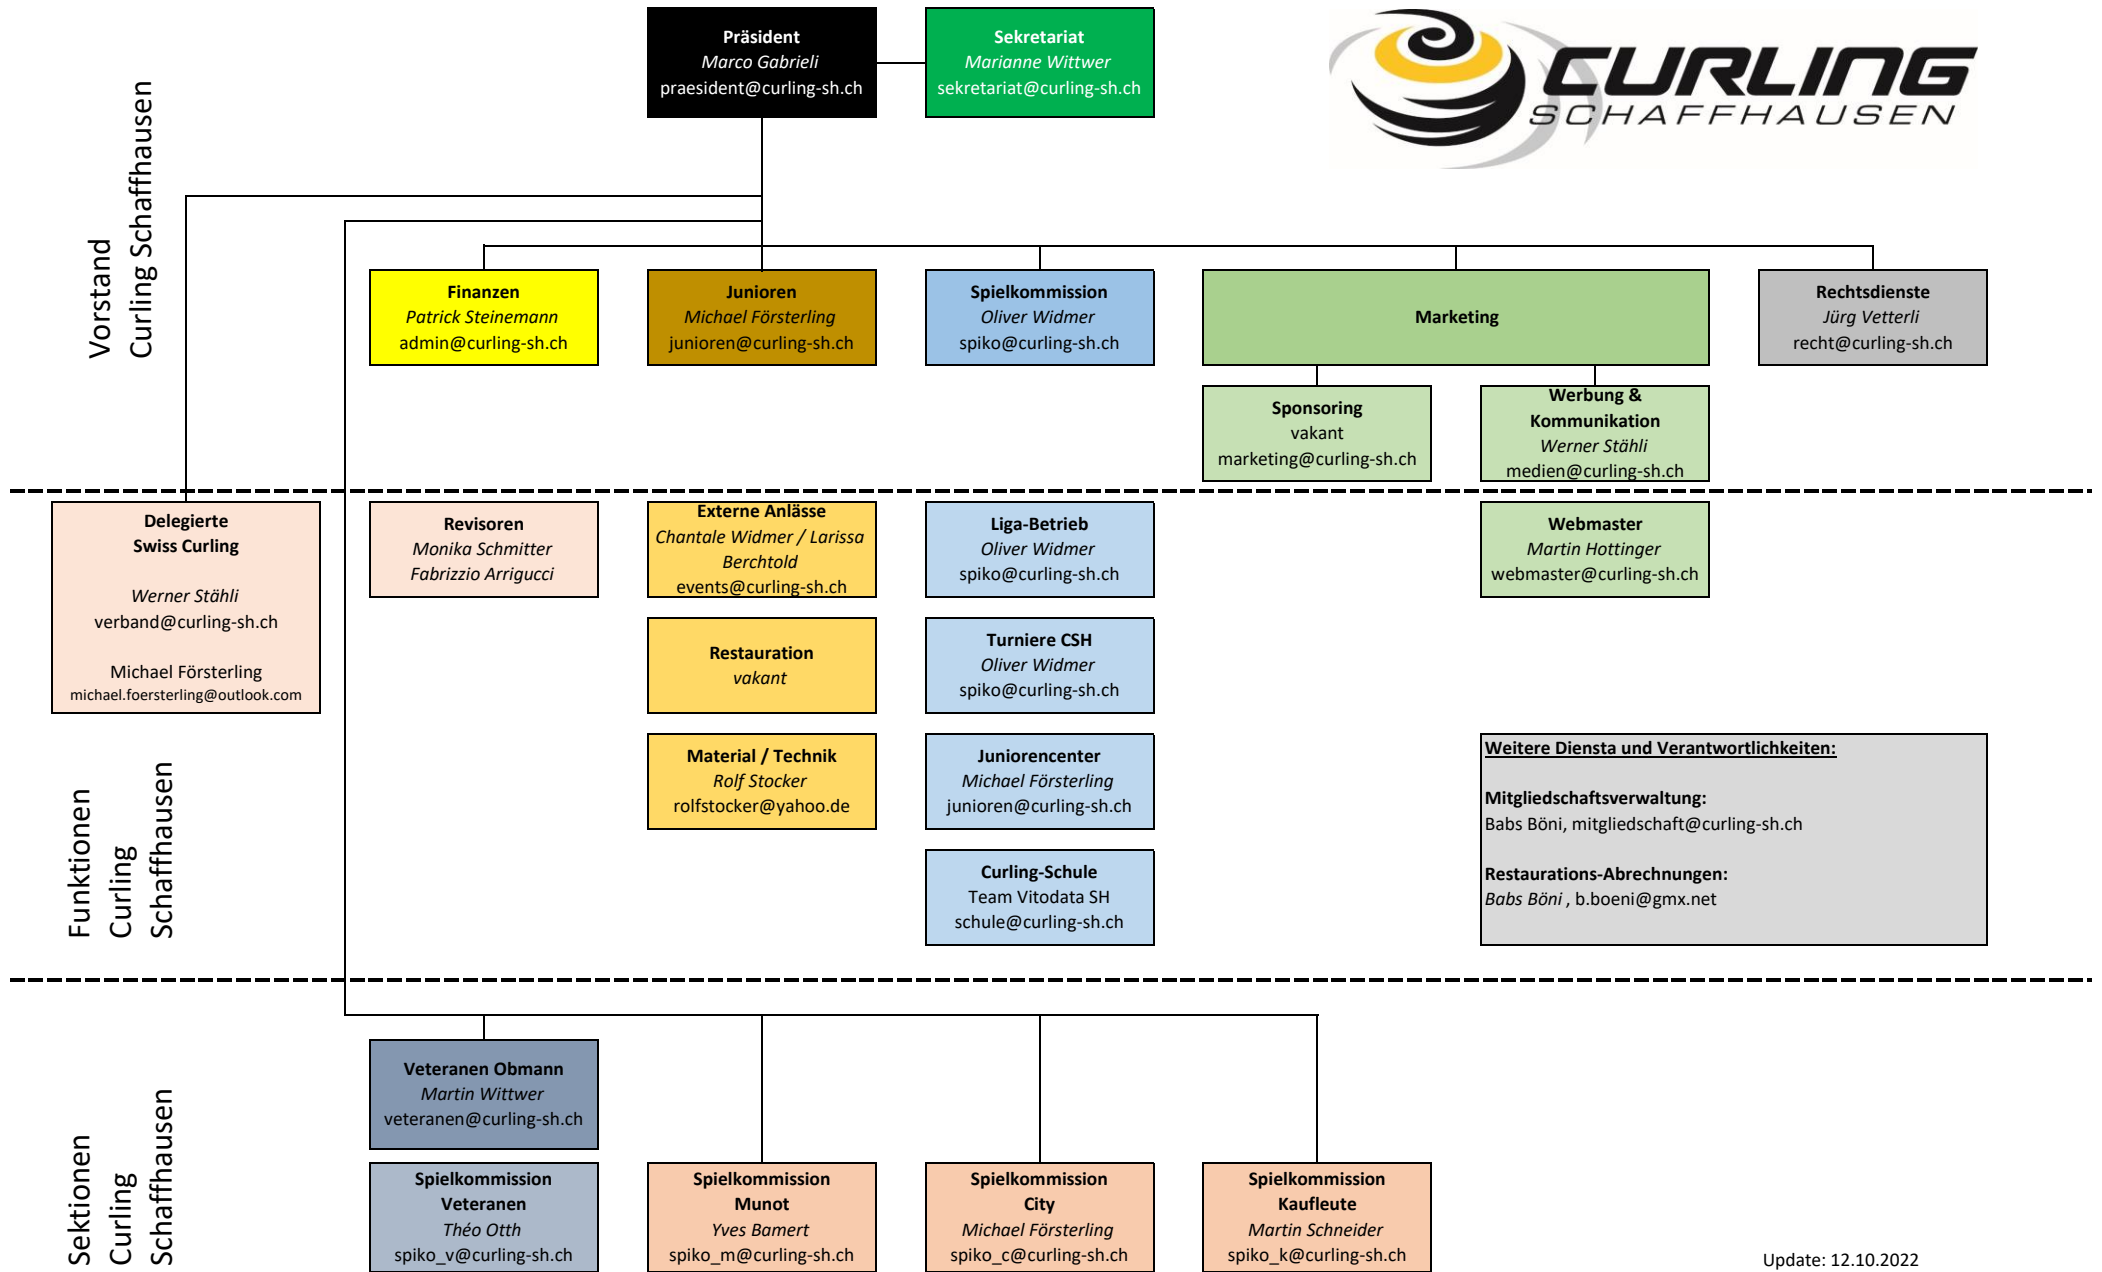 Präsident
Marco Gabrieli
praesident@curling-sh.ch
Sekretariat
Marianne Wittwer
sekretariat@curling-sh.ch
CURLING
SCHAFFHAUSEN
Vorstand
Curling Schaffhausen
Finanzen
Patrick Steinemann
admin@curling-sh.ch
Junioren
Michael Försterling
junioren@curling-sh.ch
Spielkommission
Oliver Widmer
spiko@curling-sh.ch
Marketing
Rechtsdienste
Jürg Vetterli
recht@curling-sh.ch
Sponsoring
vakant
marketing@curling-sh.ch
Werbung &
Kommunikation
Werner Stähli
medien@curling-sh.ch
Funktionen
Curling
Schaffhausen
Delegierte
Swiss Curling
Werner Stähli
verband@curling-sh.ch
Michael Försterling
michael.foersterling@outlook.com
Revisoren
Monika Schmitter
Fabrizzio Arrigucci
Externe Anlässe
Chantale Widmer / Larissa
Berchtold
events@curling-sh.ch
Liga-Betrieb
Oliver Widmer
spiko@curling-sh.ch
Webmaster
Martin Hottinger
webmaster@curling-sh.ch
Restauration
vakant
Turniere CSH
Oliver Widmer
spiko@curling-sh.ch
Material / Technik
Rolf Stocker
rolfstocker@yahoo.de
Juniorencenter
Michael Försterling
junioren@curling-sh.ch
Curling-Schule
Team Vitodata SH
schule@curling-sh.ch
Weitere Diensta und Verantwortlichkeiten:
Mitgliedschaftsverwaltung:
Babs Böni, mitgliedschaft@curling-sh.ch
Restaurations-Abrechnungen:
Babs Böni , b.boeni@gmx.net
Sektionen
Curling
Schaffhausen
Veteranen Obmann
Martin Wittwer
veteranen@curling-sh.ch
Spielkommission
Veteranen
Théo Otth
spiko_v@curling-sh.ch
Spielkommission
Munot
Yves Bamert
spiko_m@curling-sh.ch
Spielkommission
City
Michael Försterling
spiko_c@curling-sh.ch
Spielkommission
Kaufleute
Martin Schneider
spiko_k@curling-sh.ch
Update: 12.10.2022